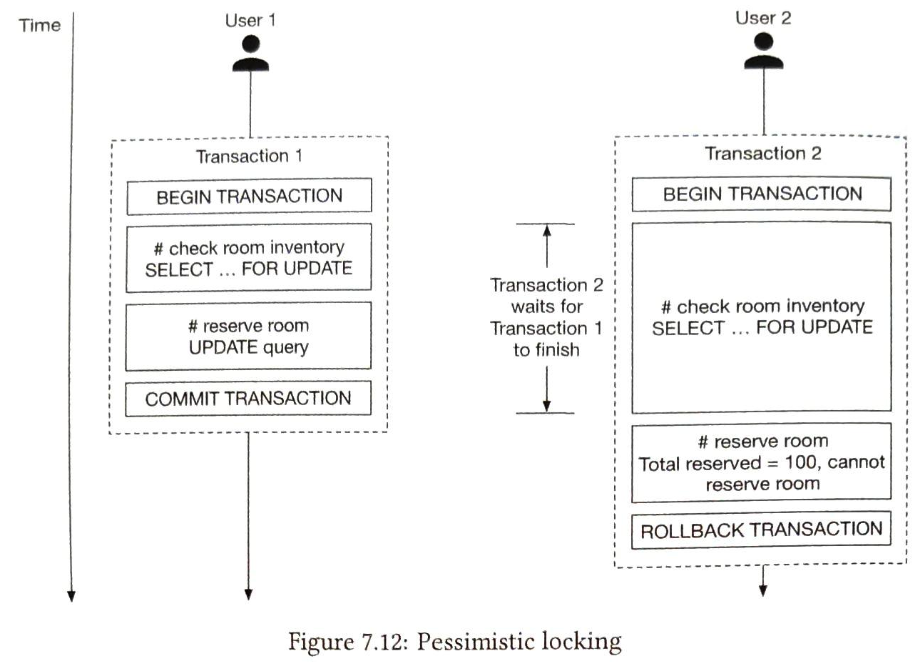 Time
User 1
Transaction 1
BEGIN TRANSACTION
# check room inventory
SELECT ... FOR UPDATE
# reserve room
UPDATE query
COMMIT TRANSACTION
Transaction 2
waits for
Transaction 1
to finish
User 2
Transaction 2
BEGIN TRANSACTION
# check room inventory
SELECT ... FOR UPDATE
# reserve room
Total reserved = 100, cannot
reserve room
ROLLBACK TRANSACTION
Figure 7.12: Pessimistic locking